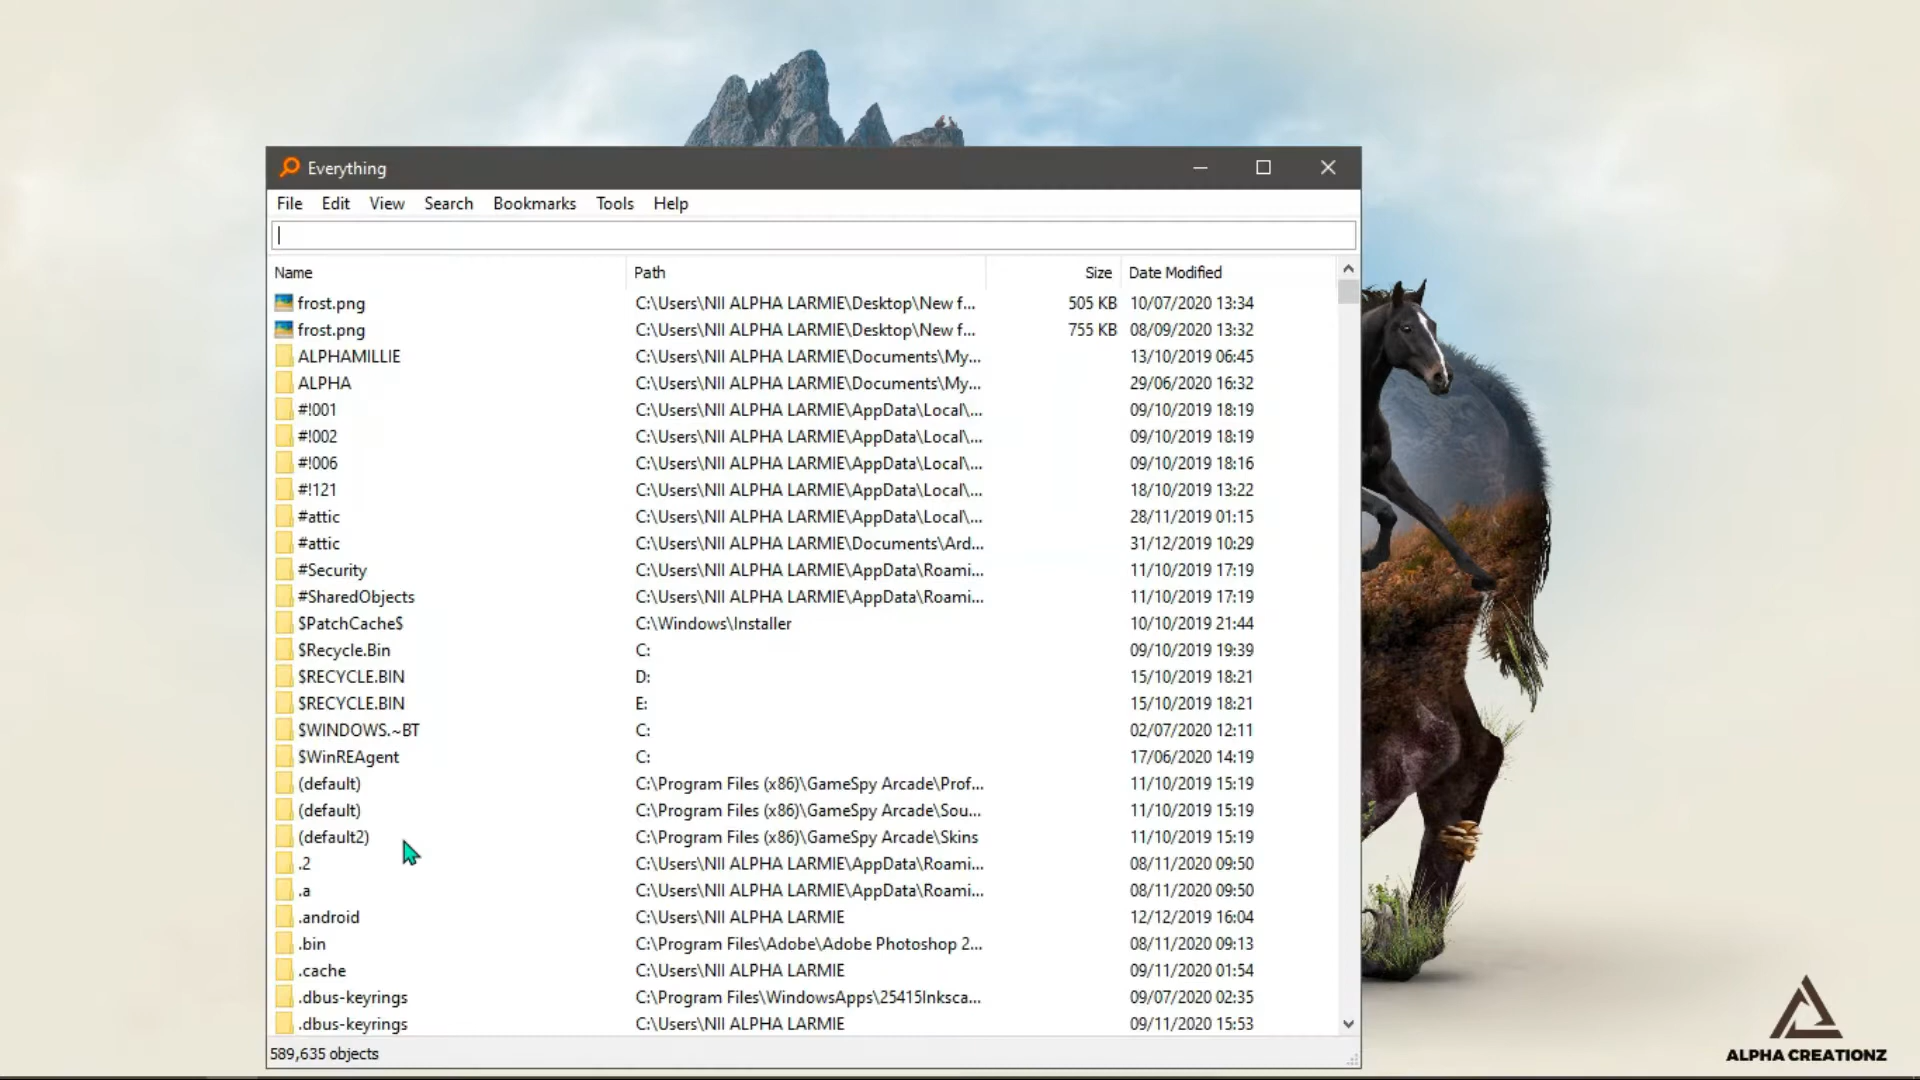 Everything
File Edit View Search Bookmarks Tools Help
Name Path Size Date Modified
frost.png C:\Users\NII ALPHA LARMIE\Desktop\New f... 505 KB 10/07/2020 13:34
frost.png C:\Users\NII ALPHA LARMIE\Desktop\New f... 755 KB 08/09/2020 13:32
ALPHAMILLIE C:\Users\NII ALPHA LARMIE\Documents\My... 13/10/2019 06:45
ALPHA C:\Users\NII ALPHA LARMIE\Documents\My... 29/06/2020 16:32
#!001 C:\Users\NII ALPHA LARMIE\AppData\Local\... 09/10/2019 18:19
#!002 C:\Users\NII ALPHA LARMIE\AppData\Local\... 09/10/2019 18:19
#!006 C:\Users\NII ALPHA LARMIE\AppData\Local\... 09/10/2019 18:16
#!121 C:\Users\NII ALPHA LARMIE\AppData\Local\... 18/10/2019 13:22
#attic C:\Users\NII ALPHA LARMIE\AppData\Local\... 28/11/2019 01:15
#attic C:\Users\NII ALPHA LARMIE\Documents\Ard... 31/12/2019 10:29
#Security C:\Users\NII ALPHA LARMIE\AppData\Roami... 11/10/2019 17:19
#SharedObjects C:\Users\NII ALPHA LARMIE\AppData\Roami... 11/10/2019 17:19
$PatchCache$ C:\Windows\Installer 10/10/2019 21:44
$Recycle.Bin C: 09/10/2019 19:39
$RECYCLE.BIN D: 15/10/2019 18:21
$RECYCLE.BIN E: 15/10/2019 18:21
$WINDOWS.~BT C: 02/07/2020 12:11
$WinREAgent C: 17/06/2020 14:19
(default) C:\Program Files (x86)\GameSpy Arcade\Prof... 11/10/2019 15:19
(default) C:\Program Files (x86)\GameSpy Arcade\Sou... 11/10/2019 15:19
(default2) C:\Program Files (x86)\GameSpy Arcade\Skins 11/10/2019 15:19
.2 C:\Users\NII ALPHA LARMIE\AppData\Roami... 08/11/2020 09:50
.a C:\Users\NII ALPHA LARMIE\AppData\Roami... 08/11/2020 09:50
.android C:\Users\NII ALPHA LARMIE 12/12/2019 16:04
.bin C:\Program Files\Adobe\Adobe Photoshop 2... 08/11/2020 09:13
.cache C:\Users\NII ALPHA LARMIE 09/11/2020 01:54
.dbus-keyrings C:\Program Files\WindowsApps\25415Inksca... 09/07/2020 02:35
.dbus-keyrings C:\Users\NII ALPHA LARMIE 09/11/2020 15:53
589,635 objects
ALPHA CREATIONZ